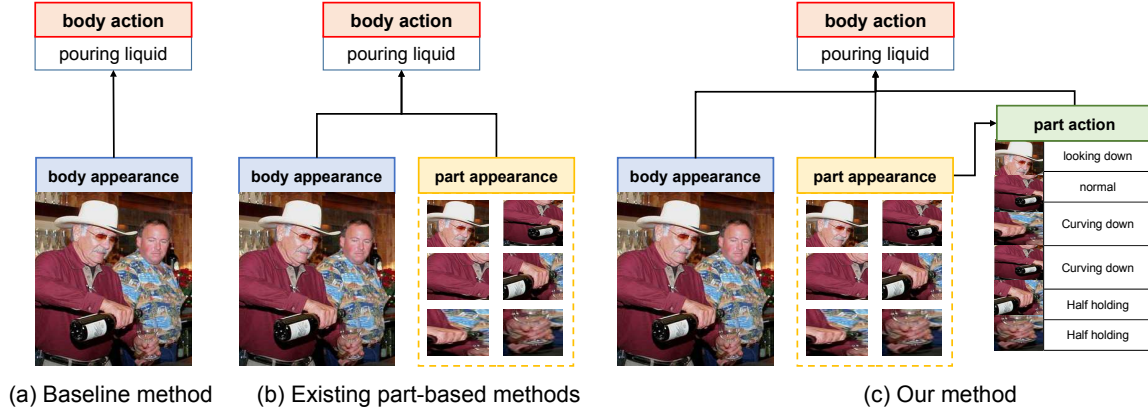 body action
pouring liquid
body appearance
(a) Baseline method
body action
pouring liquid
body appearance
part appearance
(b) Existing part-based methods
body action
pouring liquid
body appearance
part appearance
part action
looking down
normal
Curving down
Curving down
Half holding
Half holding
(c) Our method